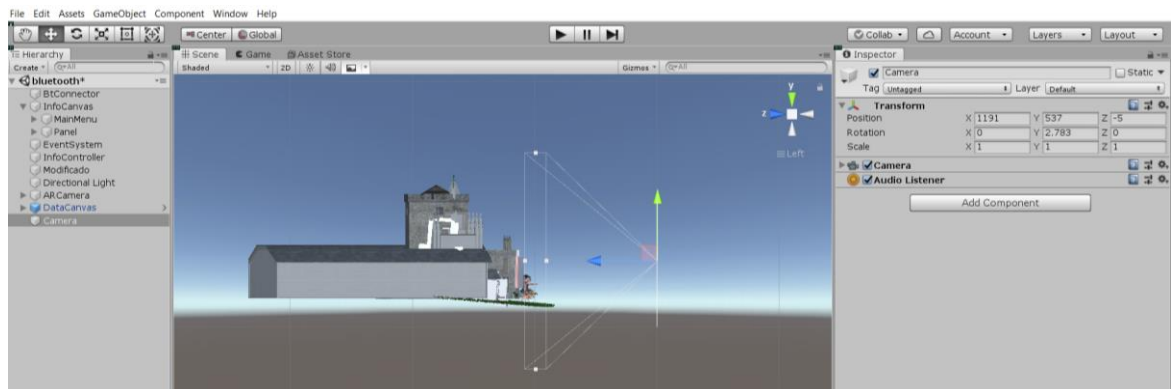 File Edit Assets GameObject Component Window Help
Center Global Collab Account Layers Layout
Hierarchy
Scene Game Asset Store
Inspector
Create All
Shaded 2D Gizmos All
bluetooth*
BtConnector
InfoCanvas
MainMenu
Panel
EventSystem
InfoController
Modificado
Directional Light
ARCamera
DataCanvas
Camera
y
z
Left
Camera Static
Tag Untagged Layer Default
Transform
Position X 1191 Y 537 Z -5
Rotation X 0 Y 2.783 Z 0
Scale X 1 Y 1 Z 1
Camera
Audio Listener
Add Component